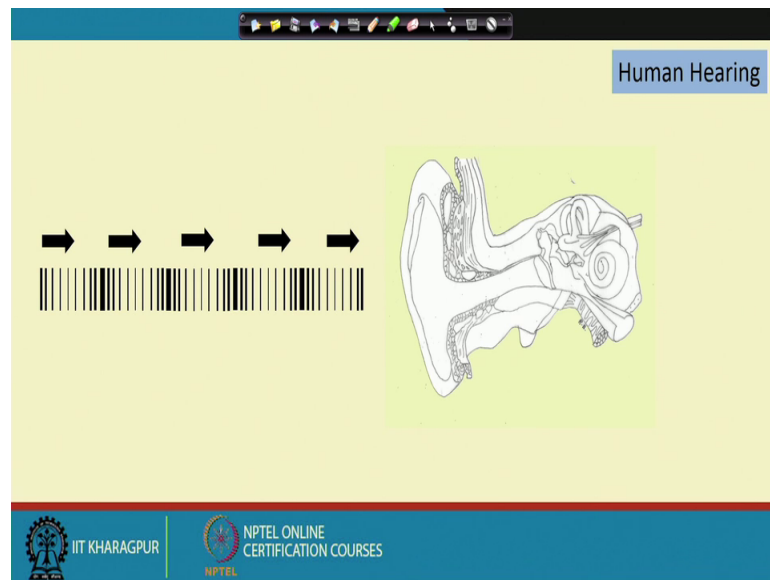 Human Hearing
IIT KHARAGPUR
NPTEL
NPTEL ONLINE
CERTIFICATION COURSES